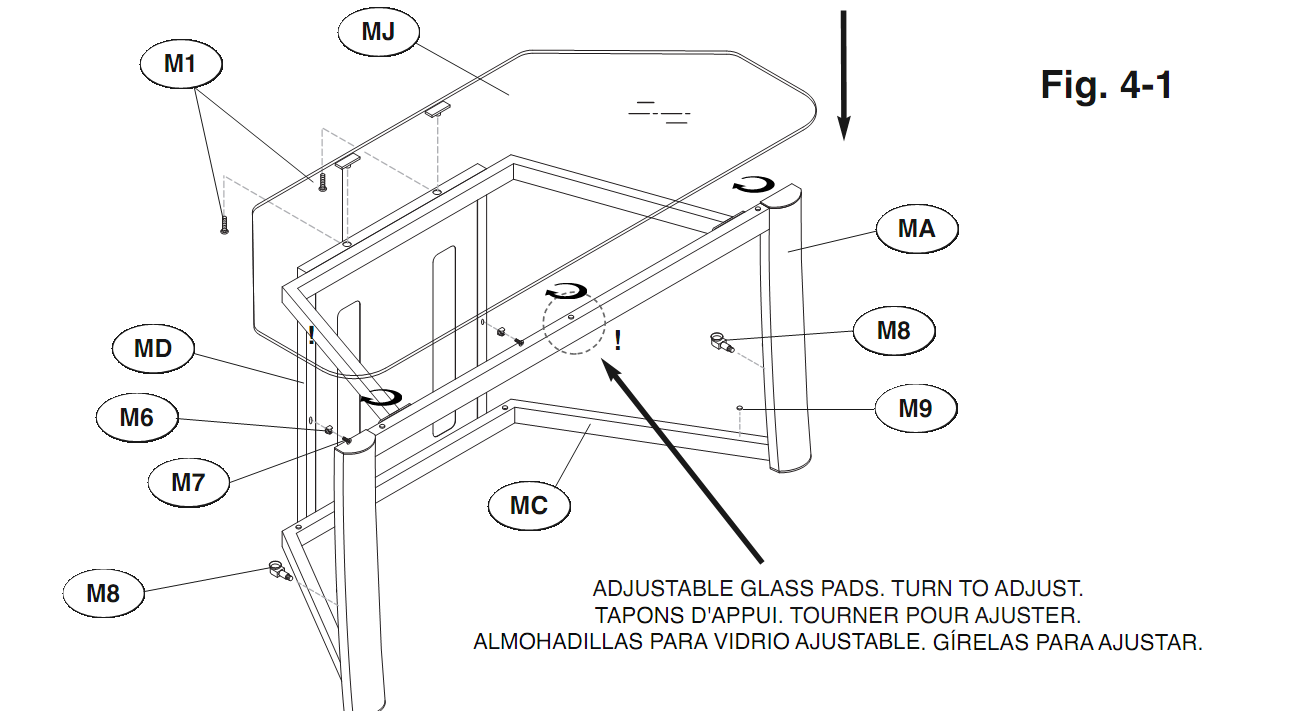 MJ
M1
Fig. 4-1
MA
M8
MD
!
!
M9
M6
M7
MC
M8
ADJUSTABLE GLASS PADS. TURN TO ADJUST.
TAPONS D'APPUI. TOURNER POUR AJUSTER.
ALMOHADILLAS PARA VIDRIO AJUSTABLE. GÍRELAS PARA AJUSTAR.